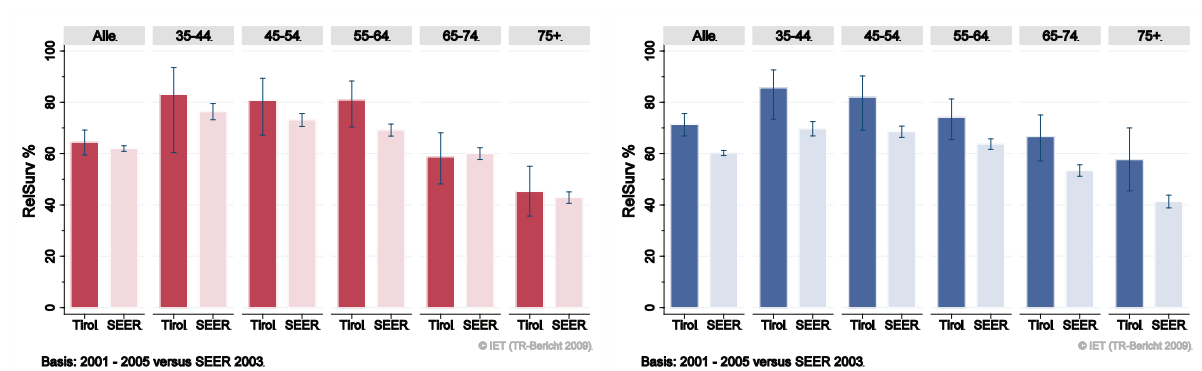 Alle. 35-44. 45-54. 55-64. 65-74. 75+.
100
80
60
40
20
0
RelSurv %
Tirol. SEER. Tirol. SEER. Tirol. SEER. Tirol. SEER. Tirol. SEER. Tirol. SEER.
© IET (TR-Bericht 2009).
Basis: 2001 - 2005 versus SEER 2003.
Alle. 35-44. 45-54. 55-64. 65-74. 75+.
100
80
60
40
20
0
RelSurv %
Tirol. SEER. Tirol. SEER. Tirol. SEER. Tirol. SEER. Tirol. SEER. Tirol. SEER.
© IET (TR-Bericht 2009).
Basis: 2001 - 2005 versus SEER 2003.